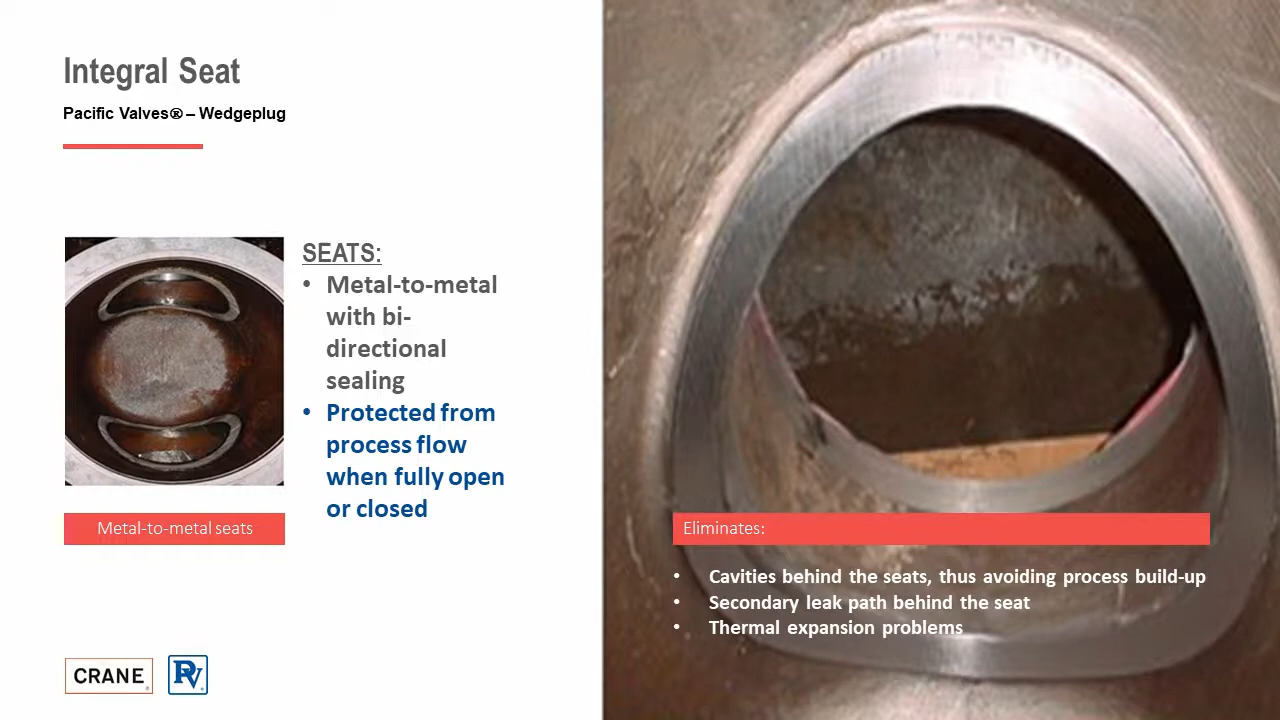 Integral Seat
Pacific Valves® – Wedgeplug
SEATS:
• Metal-to-metal
with bi-
directional
sealing
• Protected from
process flow
when fully open
or closed
Metal-to-metal seats
Eliminates:
• Cavities behind the seats, thus avoiding process build-up
• Secondary leak path behind the seat
• Thermal expansion problems
CRANE®
PV®